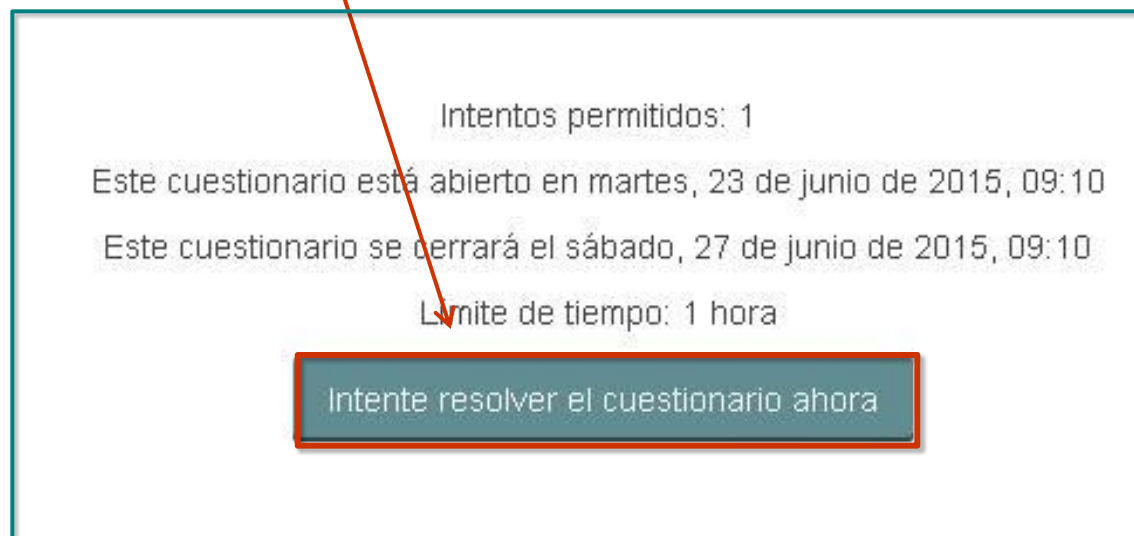 Intentos permitidos: 1
Este cuestionario está abierto en martes, 23 de junio de 2015, 09:10
Este cuestionario se cerrará el sábado, 27 de junio de 2015, 09:10
Límite de tiempo: 1 hora
Intente resolver el cuestionario ahora